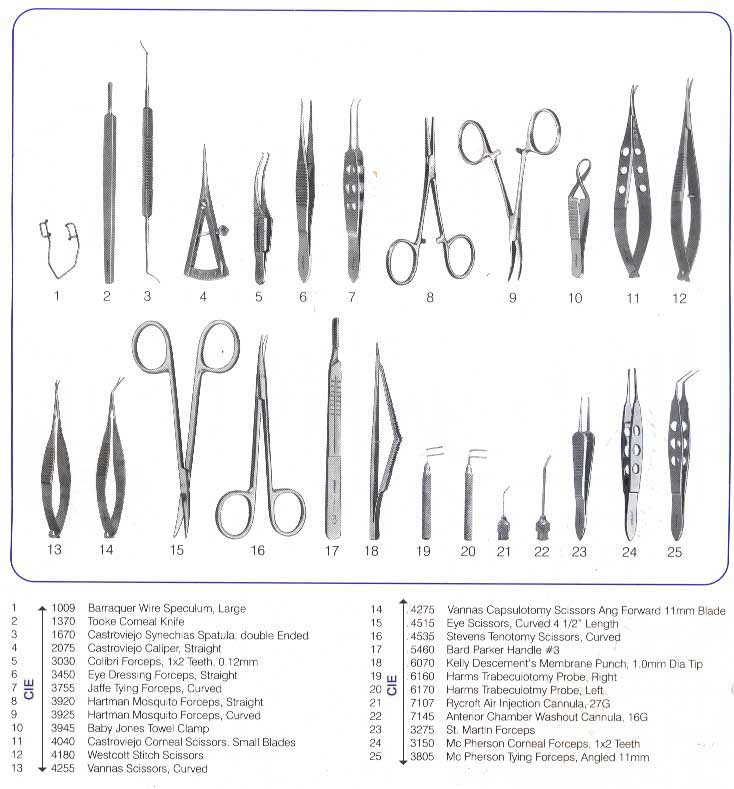 1 2 3 4 5 6 7 8 9 10 11 12
13 14 15 16 17 18 19 20 21 22 23 24 25
1 1009 Barraquer Wire Speculum, Large
2 1370 Tooke Corneal Knife
3 1670 Castroviejo Synechias Spatula. double Ended
4 2075 Castroviejo Caliper, Straight
5 3030 Colibri Forceps, 1x2 Teeth, 0.12mm
6 3450 Eye Dressing Forceps, Straight
7 3755 Jaffe Tying Forceps, Curved
8 3920 Hartman Mosquito Forceps, Straight
9 3925 Hartman Mosquito Forceps, Curved
10 3945 Baby Jones Towel Clamp
11 4040 Castroviejo Corneal Scissors. Small Blades
12 4180 Westcott Stitch Scissors
13 4255 Vannas Scissors, Curved
CIE
14 .4275 Vannas Capsulotomy Scissors Ang Forward 11mm Blade
15 .4515 Eye Scissors, Curved 4 1/2" Length
16 .4535 Stevens Tenotomy Scissors, Curved
17 5460 Bard Parker Handle #3
18 6070 Kelly Descement's Membrane Punch, 1.0mm Dia Tip
19 6160 Harms Trabeculotomy Probe, Right
20 6170 Harms Trabeculotmy Probe, Left
21 7107 Rycroft Air Injection Cannula, 27G
22 7145 Anterior Chamber Washout Cannula, 16G
23 3275 St. Martin Forceps
24 3150 Mc Pherson Corneal Forceps, 1x2 Teeth
25 3805 Mc Pherson Tying Forceps, Angled 11mm
CIE